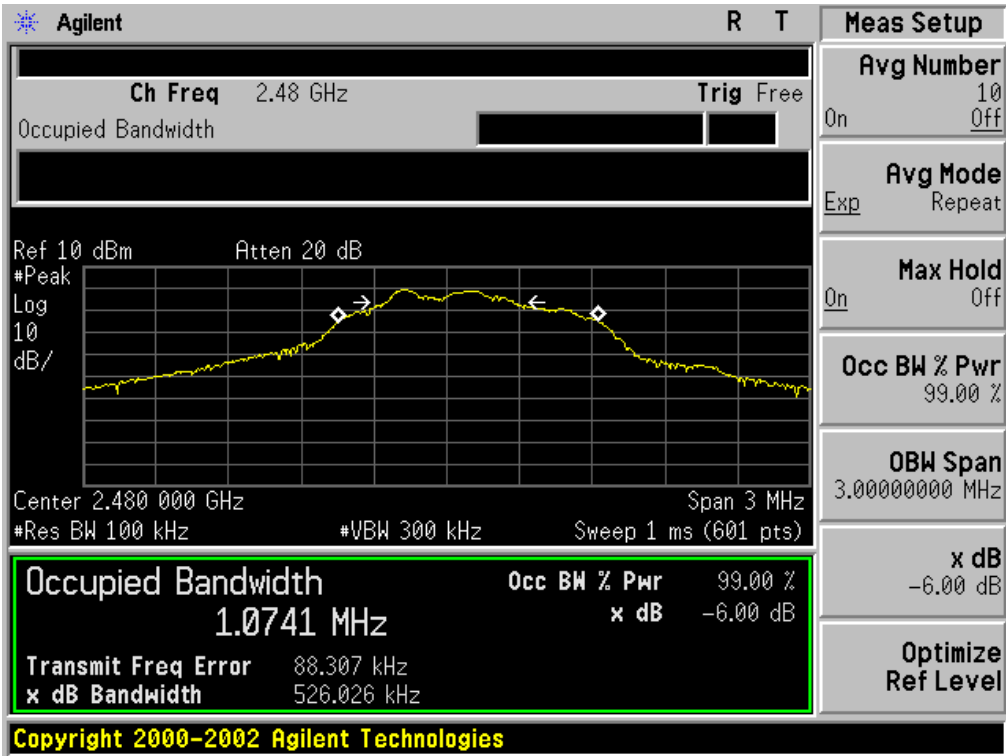 Agilent R T
Ch Freq 2.48 GHz Trig Free
Occupied Bandwidth
Ref 10 dBm Atten 20 dB
#Peak
Log
10
dB/
Center 2.480 000 GHz Span 3 MHz
#Res BW 100 kHz #VBW 300 kHz Sweep 1 ms (601 pts)
Occupied Bandwidth Occ BW % Pwr 99.00 %
1.0741 MHz x dB -6.00 dB
Transmit Freq Error 88.307 kHz
x dB Bandwidth 526.026 kHz
Copyright 2000-2002 Agilent Technologies
Meas Setup
Avg Number
10
On Off
Avg Mode
Exp Repeat
Max Hold
On Off
Occ BW % Pwr
99.00 %
OBW Span
3.00000000 MHz
x dB
-6.00 dB
Optimize
Ref Level